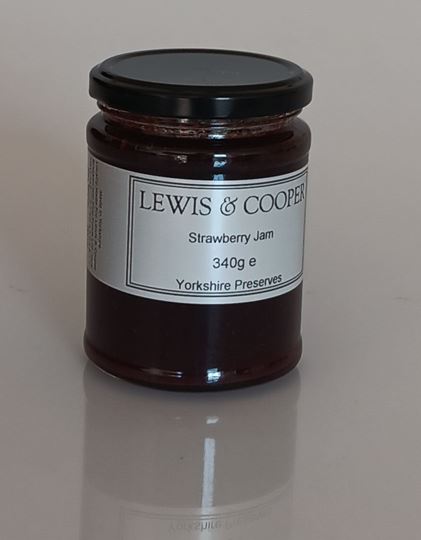 LEWIS & COOPER
Strawberry Jam
340g e
Yorkshire Preserves